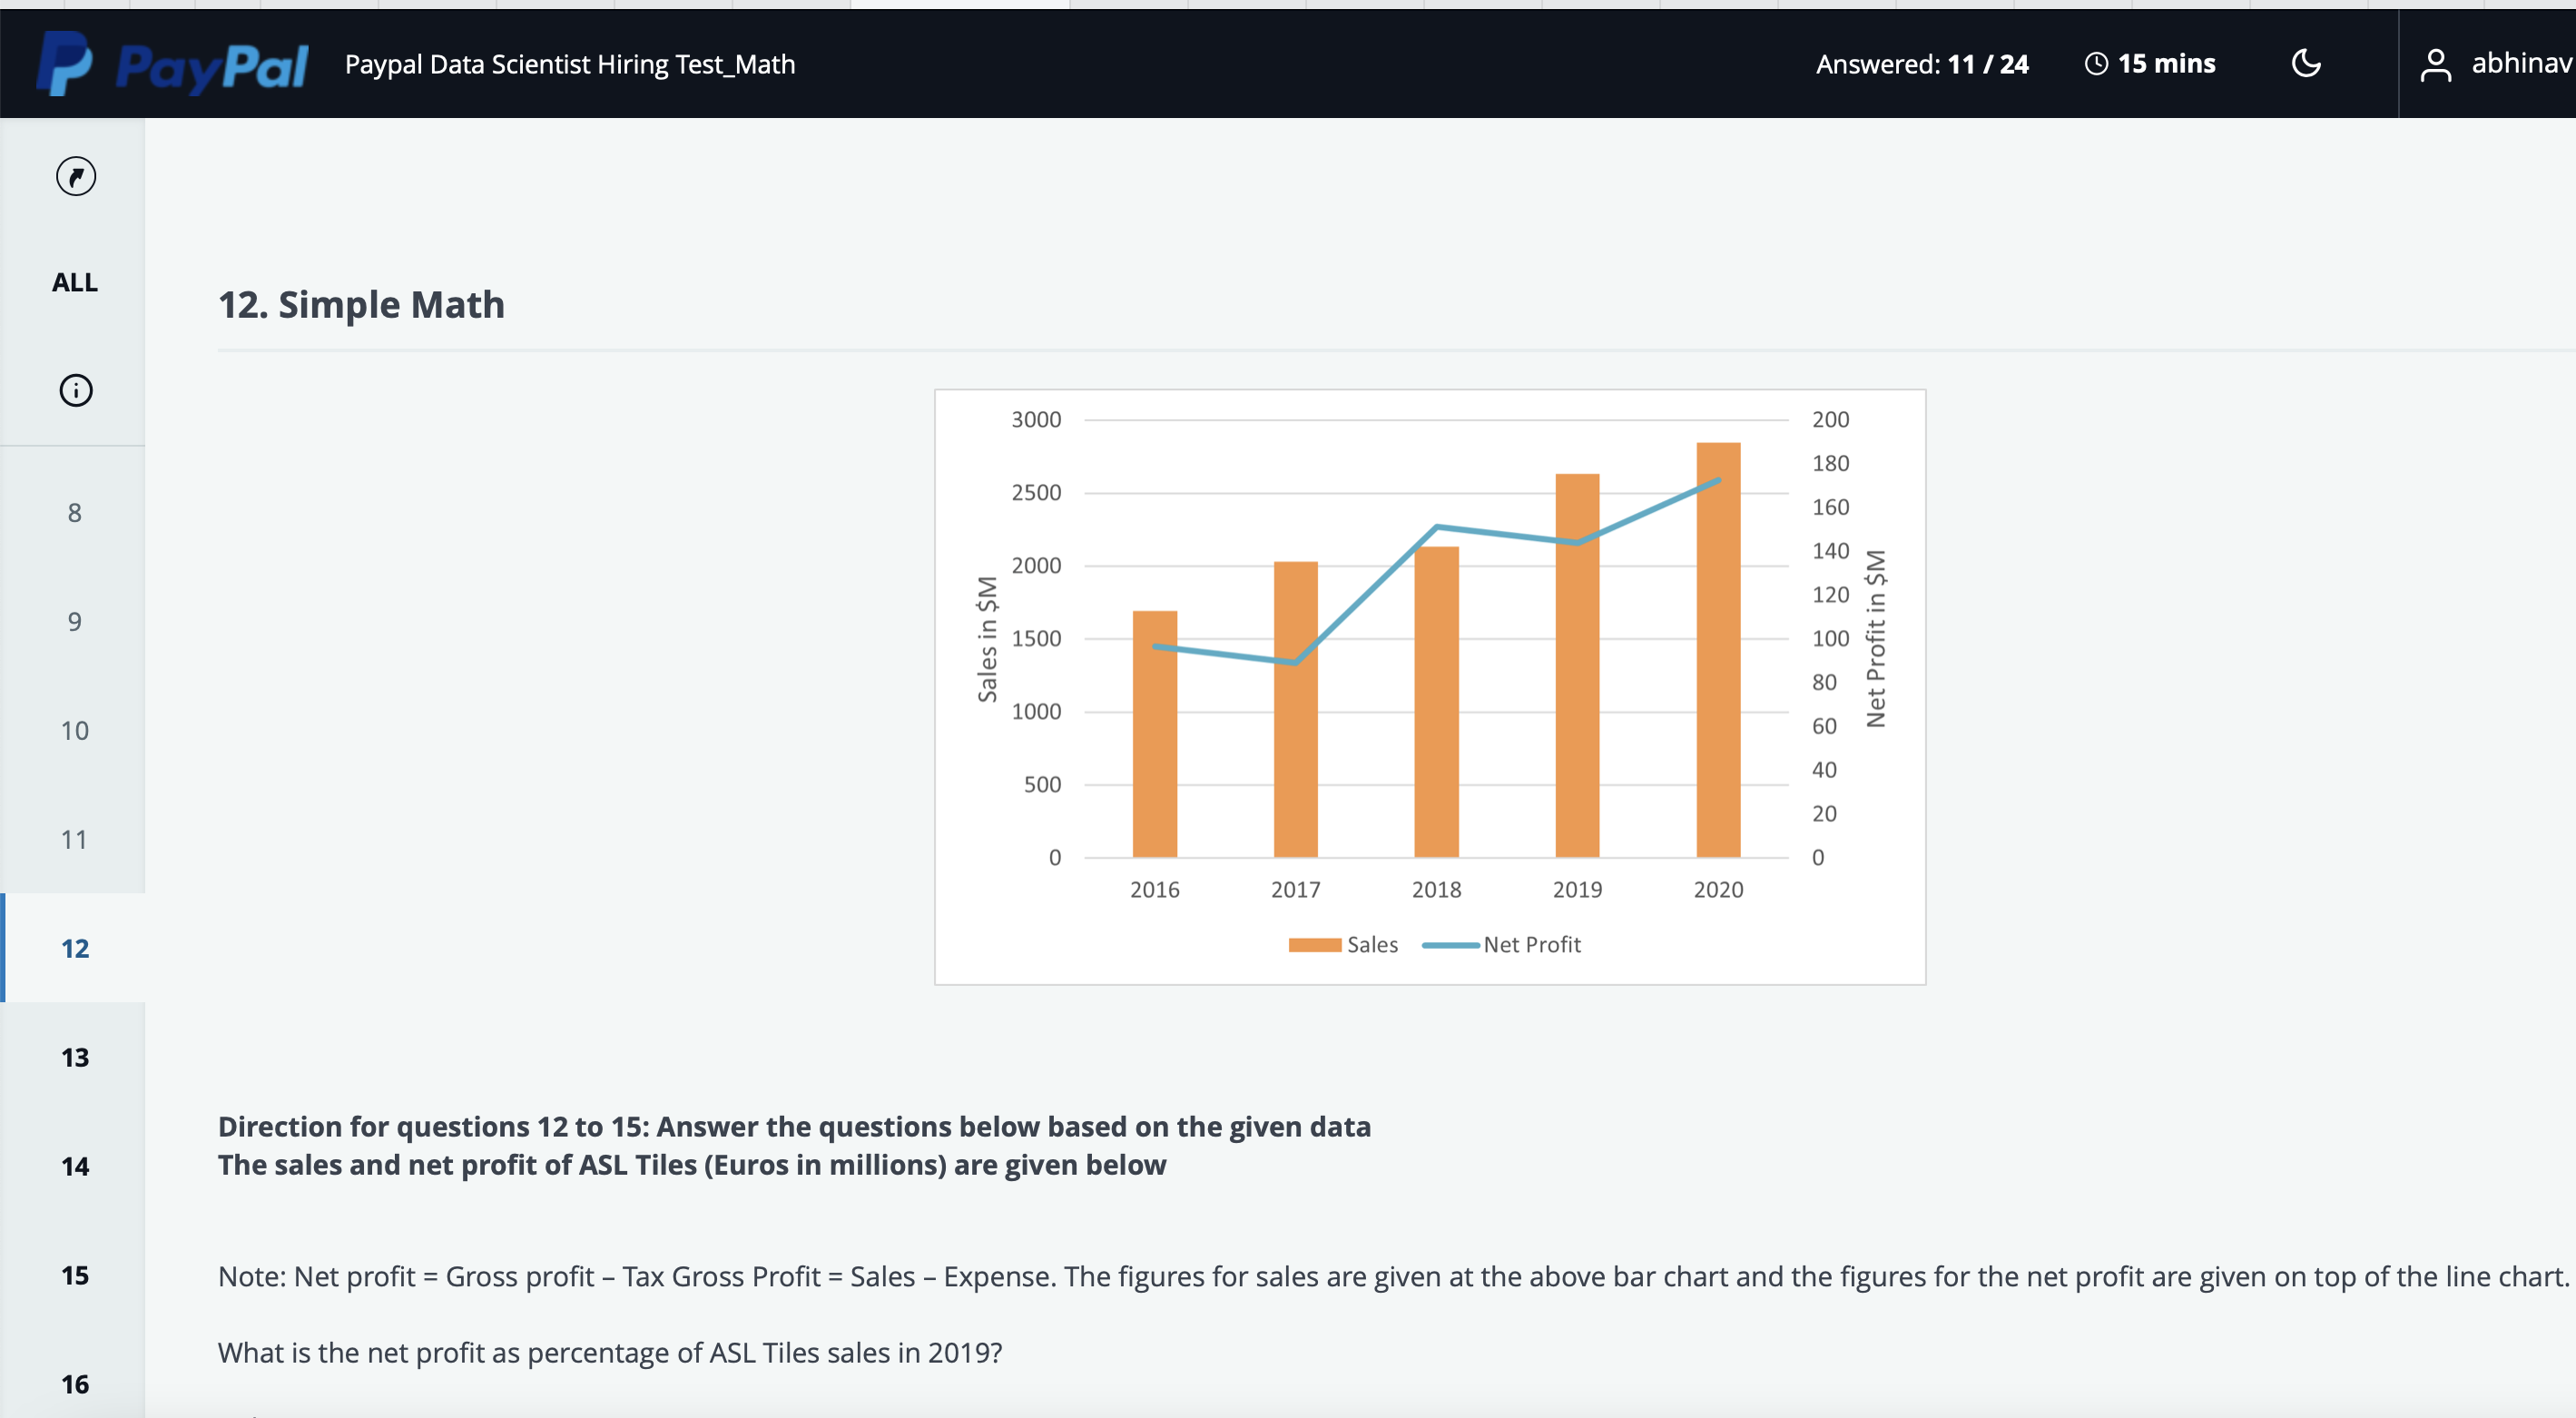 PayPal
Paypal Data Scientist Hiring Test_Math
Answered: 11 / 24
15 mins
abhinav
ALL
8
9
10
11
12
13
14
15
16
12. Simple Math
3000
2500
2000
1500
1000
500
0
Sales in $M
200
180
160
140
120
100
80
60
40
20
0
Net Profit in $M
2016 2017 2018 2019 2020
Sales Net Profit
Direction for questions 12 to 15: Answer the questions below based on the given data
The sales and net profit of ASL Tiles (Euros in millions) are given below
Note: Net profit = Gross profit – Tax Gross Profit = Sales – Expense. The figures for sales are given at the above bar chart and the figures for the net profit are given on top of the line chart.
What is the net profit as percentage of ASL Tiles sales in 2019?